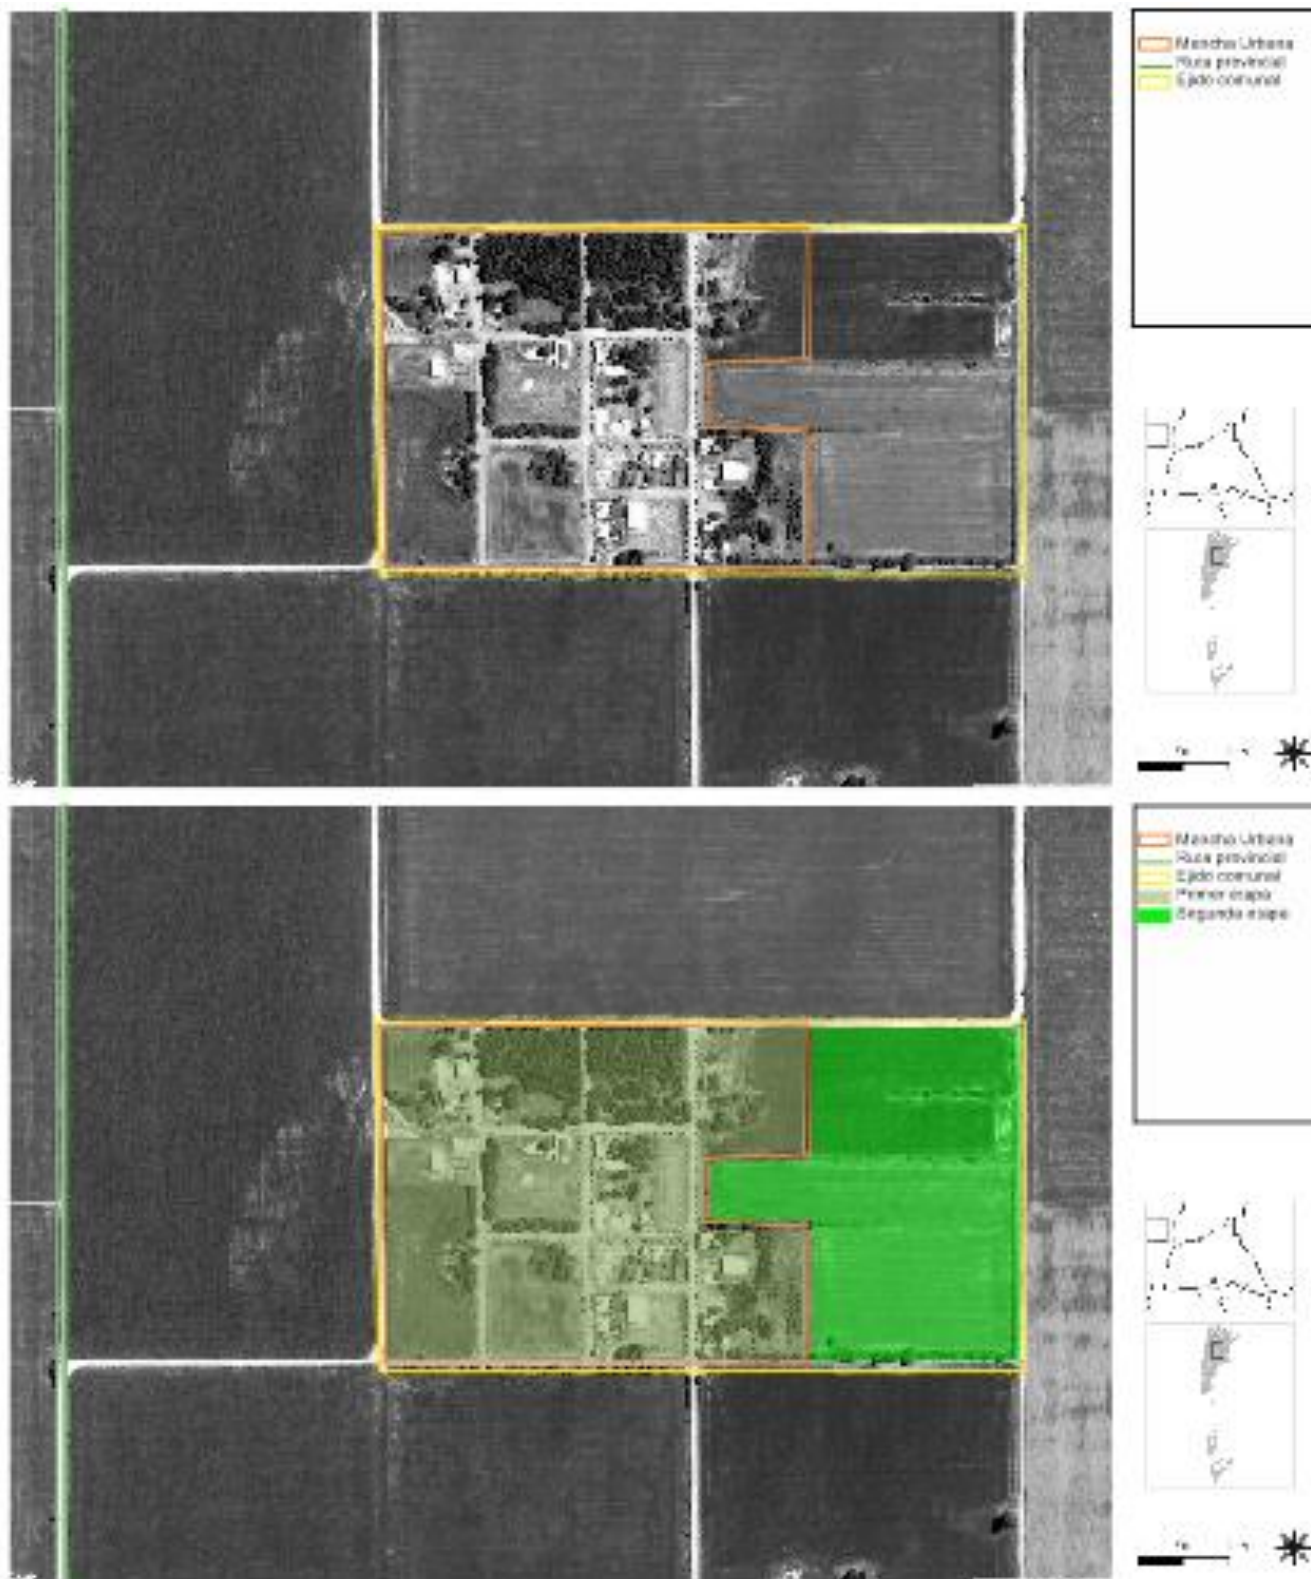 Mancha Urbana
Ruta provincial
Ejido comunal
Mancha Urbana
Ruta provincial
Ejido comunal
Primer etapa
Segunda etapa